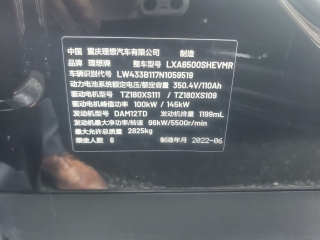 中国 重庆理想汽车有限公司 制造
品牌 理想牌 整车型号 LXA6500SHEVMR
车辆识别代号 LW433B117N1059519
动力电池系统额定电压/额定容量 350.4V/110Ah
驱动电机型号 TZ180XS111 / TZ180XS109
驱动电机峰值功率 100kW / 145kW
发动机型号 DAM12TD 发动机排量 1199mL
发动机最大净功率/转速 86kW/5500r/min
最大允许总质量 2825kg
乘坐人数 6 制造年月 2022-06